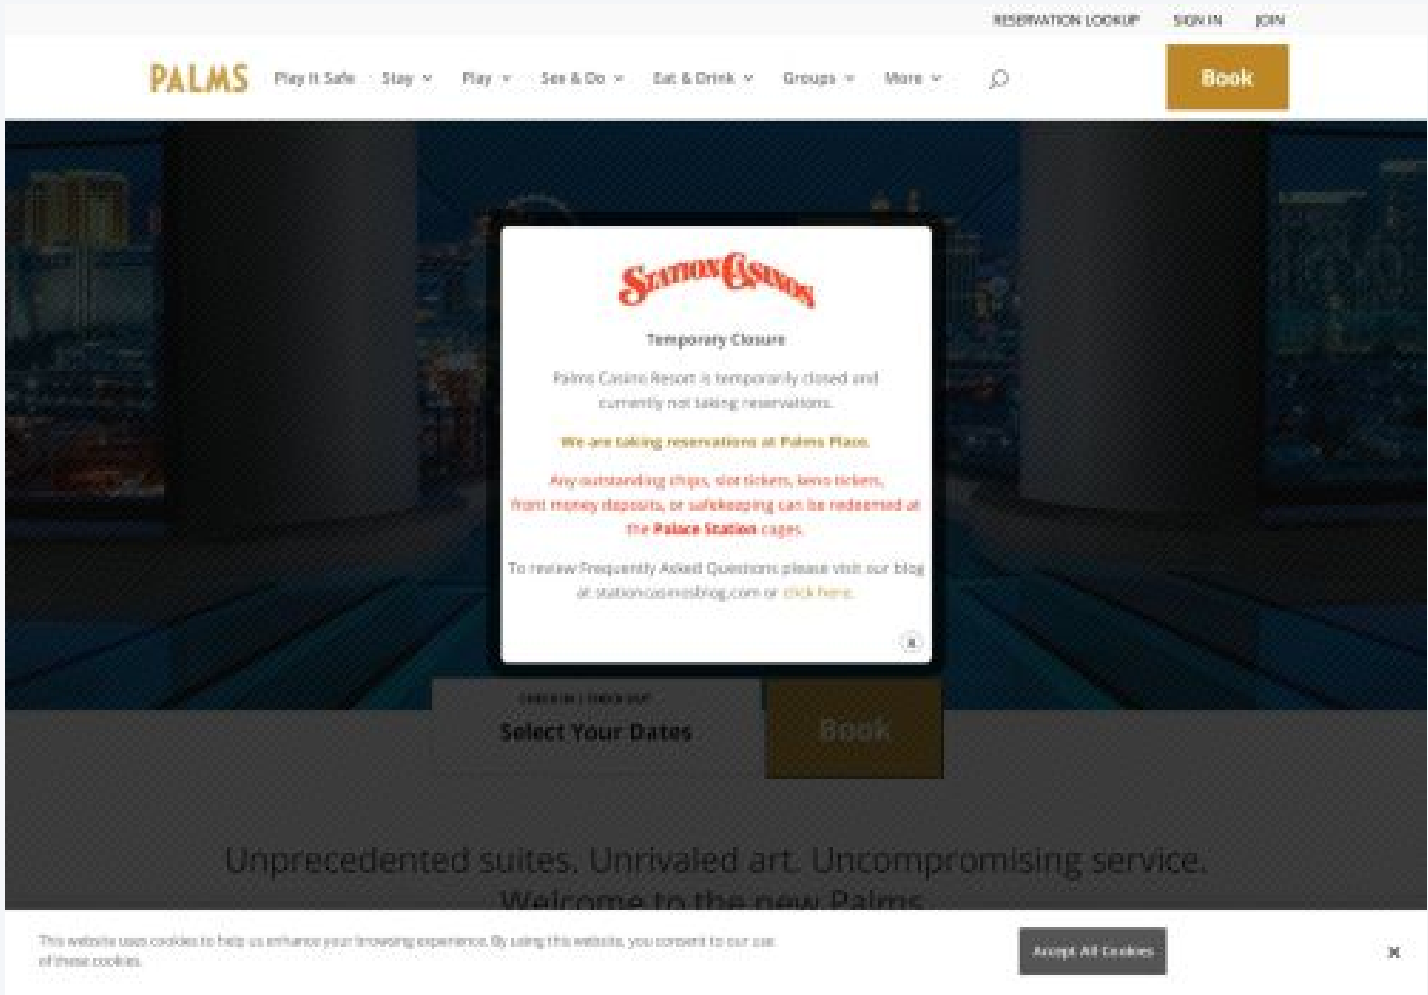 RESERVATION LOOKUP SIGN IN JOIN
PALMS Play It Safe Stay Play See & Do Eat & Drink Groups More Book
STATION CASINOS
Temporary Closure
Palms Casino Resort is temporarily closed and
currently not taking reservations.
We are taking reservations at Palms Place.
Any outstanding chips, slot tickets, keno tickets,
front money deposits, or safekeeping can be redeemed at
the Palace Station cages.
To review Frequently Asked Questions please visit our blog
at stationcasinosblog.com or click here.
x
CHECK IN | CHECK OUT
Select Your Dates Book
Unprecedented suites. Unrivaled art. Uncompromising service.
Welcome to the new Palms.
This website uses cookies to help us enhance your browsing experience. By using this website, you consent to our use
of these cookies.
Accept All Cookies